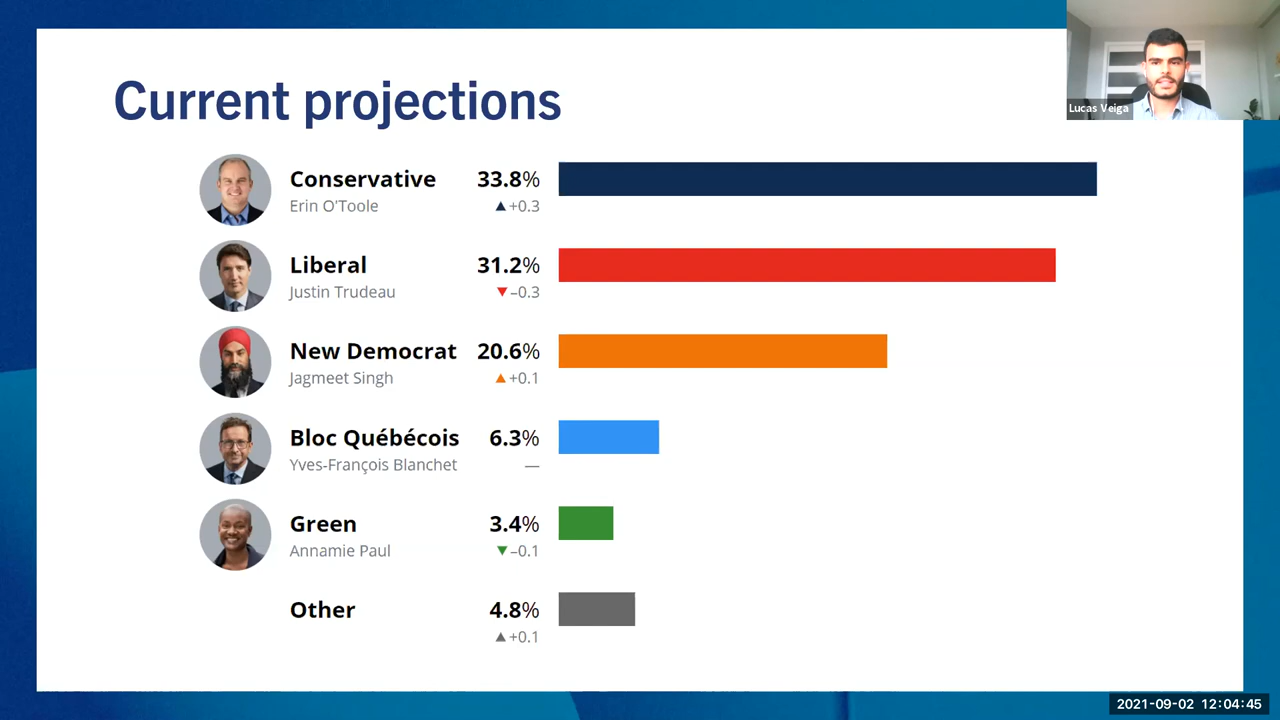 Current projections
Lucas Veiga
Conservative 33.8%
Erin O'Toole ▲+0.3
Liberal 31.2%
Justin Trudeau ▼–0.3
New Democrat 20.6%
Jagmeet Singh ▲+0.1
Bloc Québécois 6.3%
Yves-François Blanchet —
Green 3.4%
Annamie Paul ▼–0.1
Other 4.8%
▲+0.1
2021-09-02 12:04:45